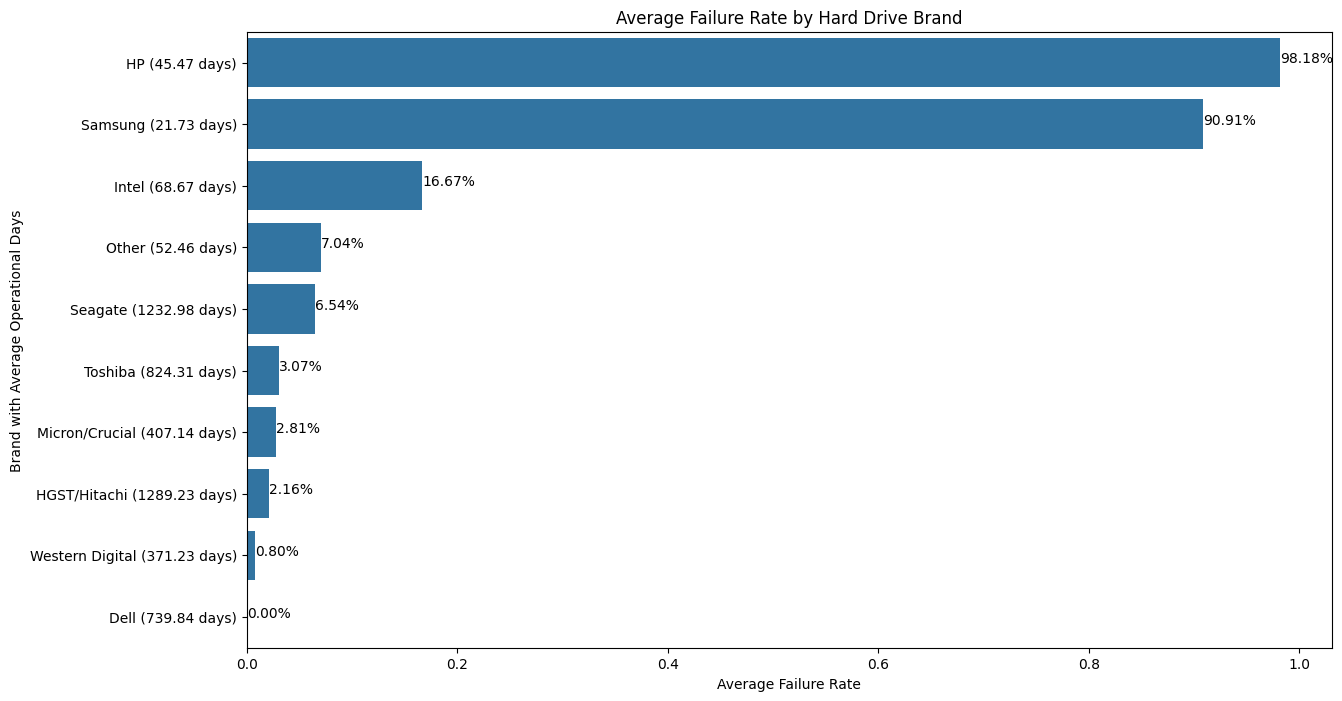 Average Failure Rate by Hard Drive Brand
HP (45.47 days)
98.18%
Samsung (21.73 days)
90.91%
Intel (68.67 days)
16.67%
Other (52.46 days)
7.04%
Seagate (1232.98 days)
6.54%
Toshiba (824.31 days)
3.07%
Micron/Crucial (407.14 days)
2.81%
HGST/Hitachi (1289.23 days)
2.16%
Western Digital (371.23 days)
0.80%
Dell (739.84 days)
0.00%
Brand with Average Operational Days
0.0 0.2 0.4 0.6 0.8 1.0
Average Failure Rate